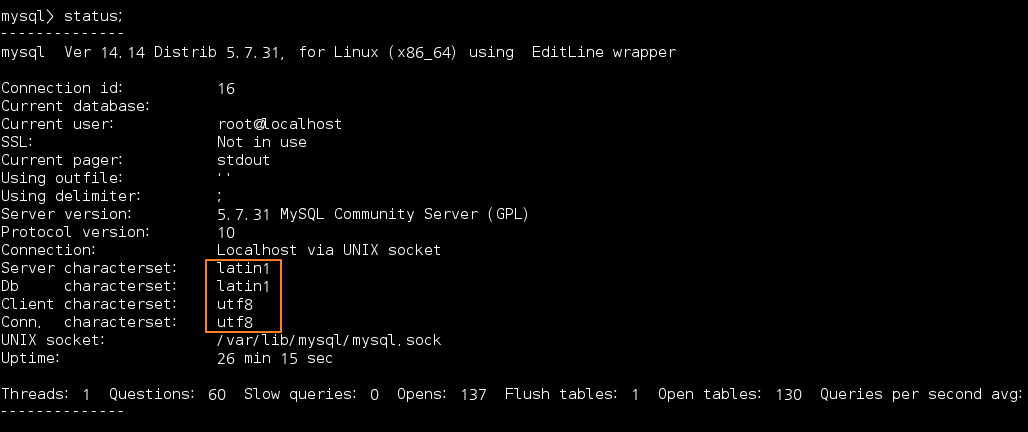 mysql> status;
--------------
mysql  Ver 14.14 Distrib 5.7.31, for Linux (x86_64) using  EditLine wrapper
Connection id:          16
Current database:
Current user:           root@localhost
SSL:                    Not in use
Current pager:          stdout
Using outfile:          ''
Using delimiter:        ;
Server version:         5.7.31 MySQL Community Server (GPL)
Protocol version:       10
Connection:             Localhost via UNIX socket
Server characterset:    latin1
Db     characterset:    latin1
Client characterset:    utf8
Conn.  characterset:    utf8
UNIX socket:            /var/lib/mysql/mysql.sock
Uptime:                 26 min 15 sec
Threads: 1  Questions: 60  Slow queries: 0  Opens: 137  Flush tables: 1  Open tables: 130  Queries per second avg:
--------------